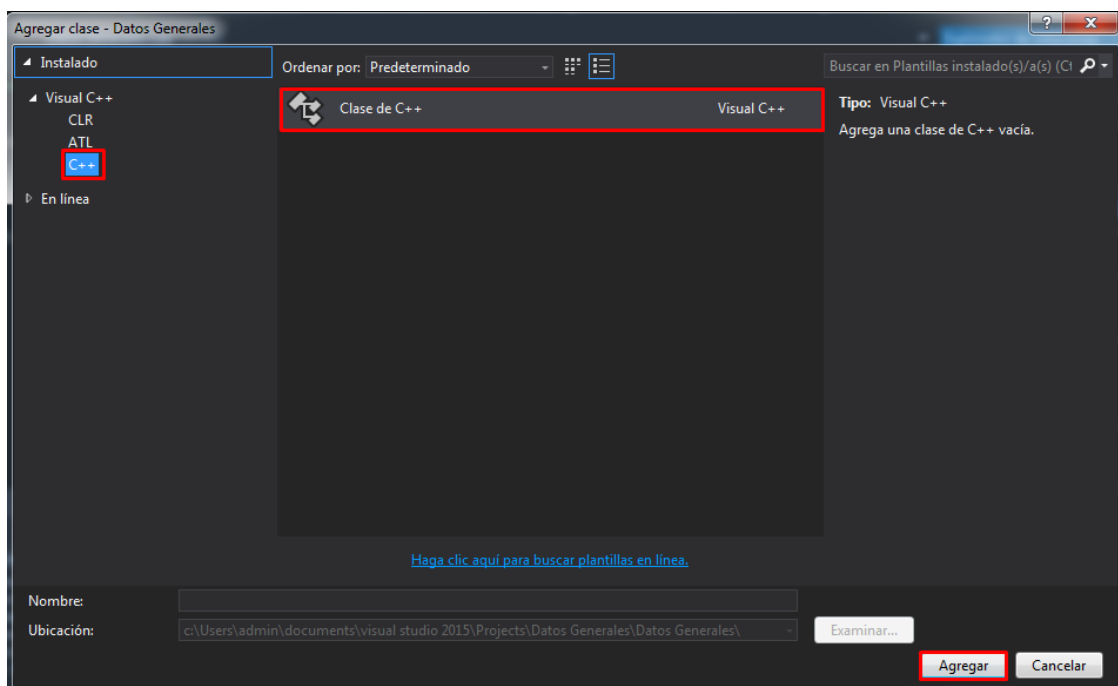 Agregar clase - Datos Generales
Instalado
Ordenar por: Predeterminado
Buscar en Plantillas instalado(s)/a(s) (Ct
Visual C++
CLR
ATL
C++
En línea
Clase de C++ Visual C++
Tipo: Visual C++
Agrega una clase de C++ vacía.
Haga clic aquí para buscar plantillas en línea.
Nombre:
Ubicación: c:\Users\admin\documents\visual studio 2015\Projects\Datos Generales\Datos Generales\
Examinar...
Agregar Cancelar